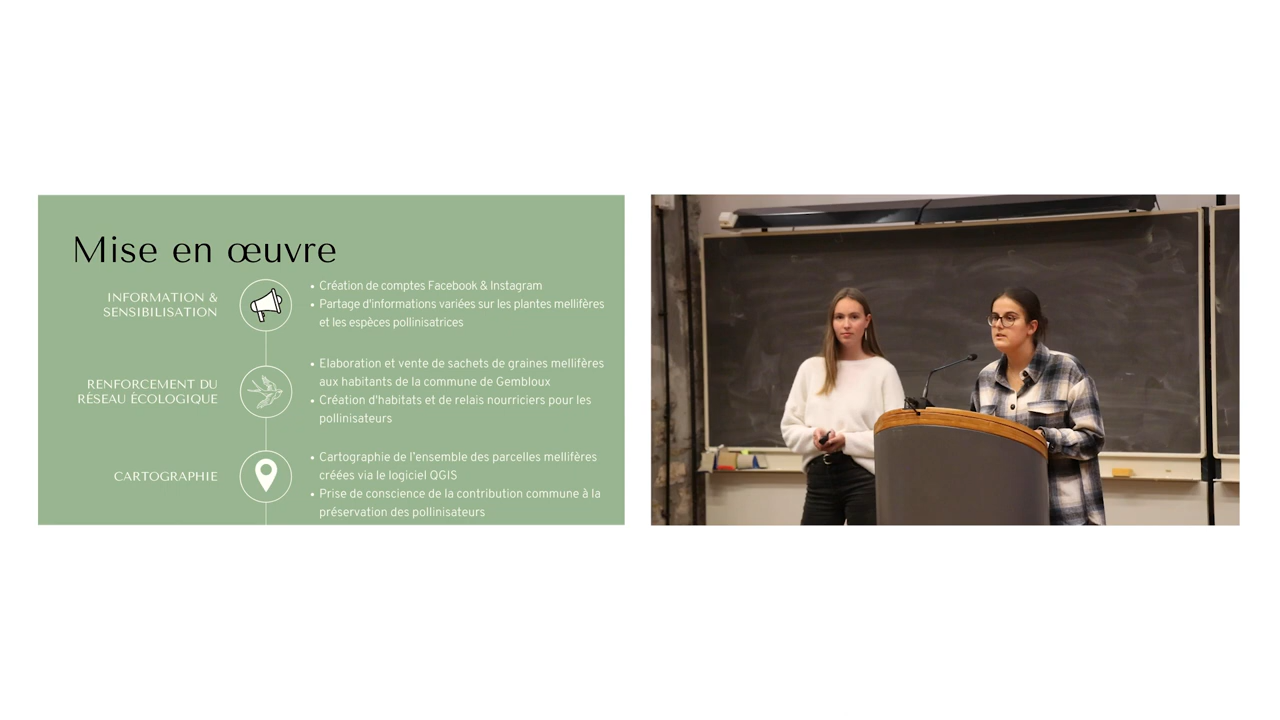 Mise en œuvre
INFORMATION &
SENSIBILISATION
• Création de comptes Facebook & Instagram
• Partage d'informations variées sur les plantes mellifères
et les espèces pollinisatrices
RENFORCEMENT DU
RÉSEAU ÉCOLOGIQUE
• Elaboration et vente de sachets de graines mellifères
aux habitants de la commune de Gembloux
• Création d'habitats et de relais nourriciers pour les
pollinisateurs
CARTOGRAPHIE
• Cartographie de l'ensemble des parcelles mellifères
créées via le logiciel QGIS
• Prise de conscience de la contribution commune à la
préservation des pollinisateurs